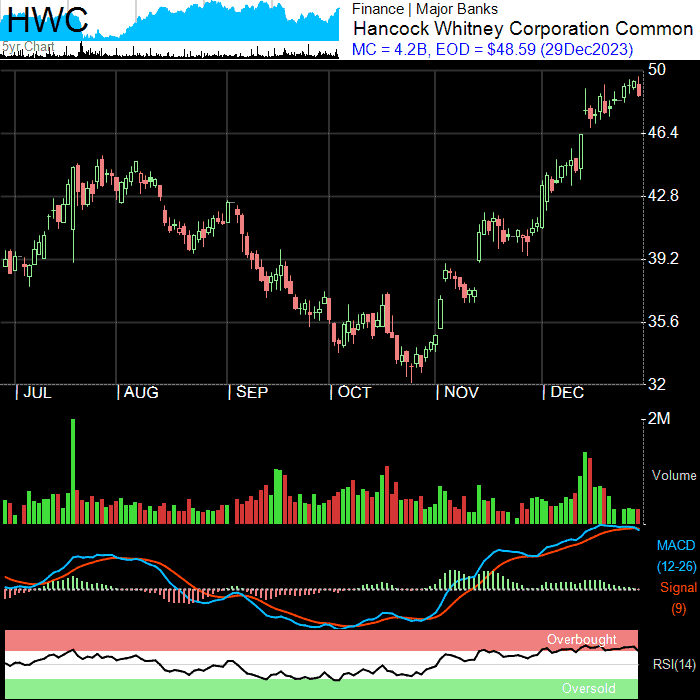 HWC
5yr Chart
Finance | Major Banks
Hancock Whitney Corporation Common
MC = 4.2B, EOD = $48.59 (29Dec2023)
50
46.4
42.8
39.2
35.6
32
JUL AUG SEP OCT NOV DEC
2M
Volume
MACD
(12-26)
Signal
(9)
Overbought
RSI(14)
Oversold